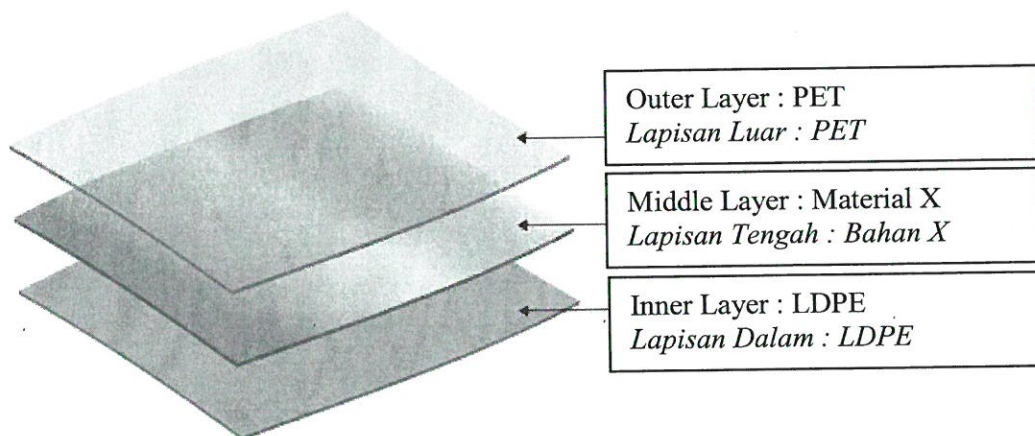 Outer Layer : PET
Lapisan Luar : PET
Middle Layer : Material X
Lapisan Tengah : Bahan X
Inner Layer : LDPE
Lapisan Dalam : LDPE